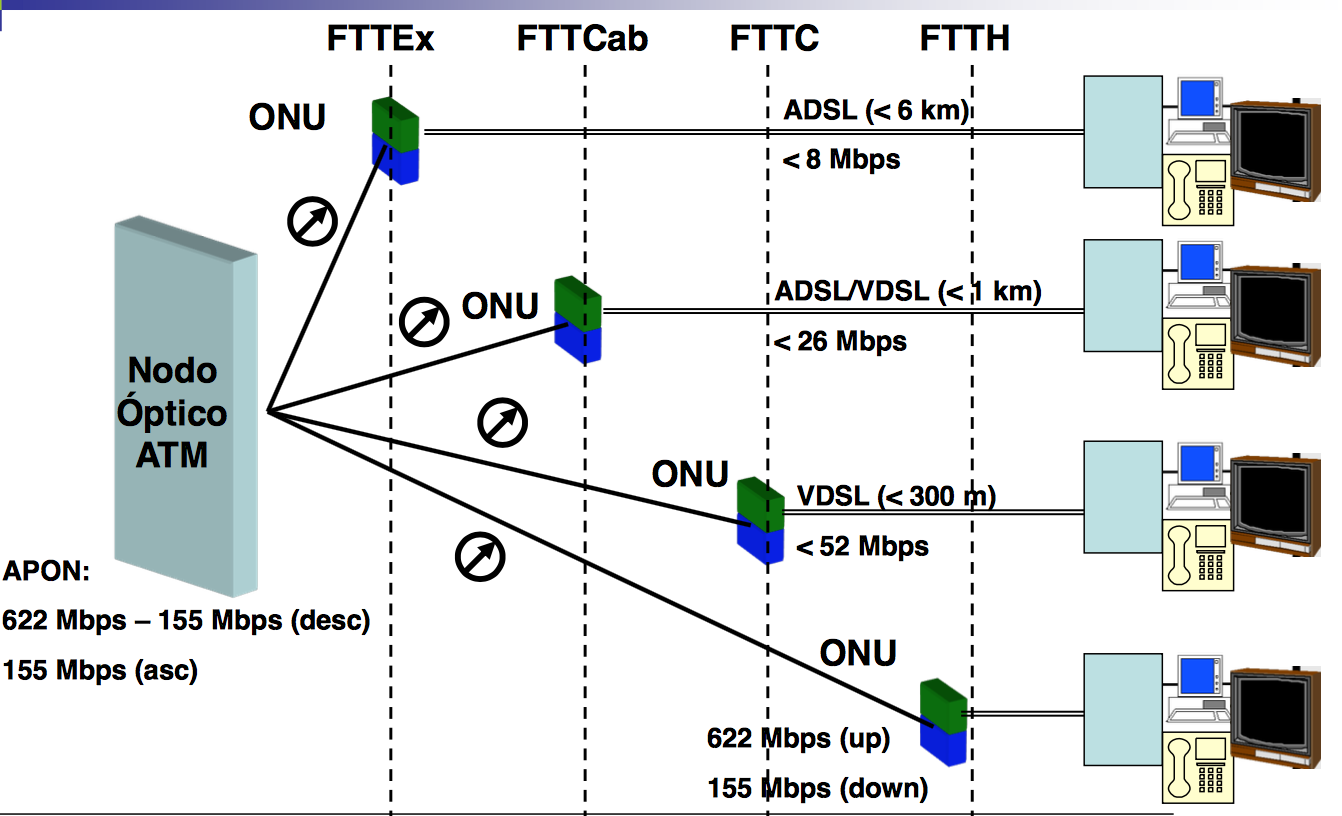 FTTEx FTTCab FTTC FTTH
ONU
ADSL (< 6 km)
< 8 Mbps
ONU
ADSL/VDSL (< 1 km)
< 26 Mbps
Nodo
Óptico
ATM
ONU
VDSL (< 300 m)
< 52 Mbps
APON:
622 Mbps – 155 Mbps (desc)
155 Mbps (asc)
ONU
622 Mbps (up)
155 Mbps (down)